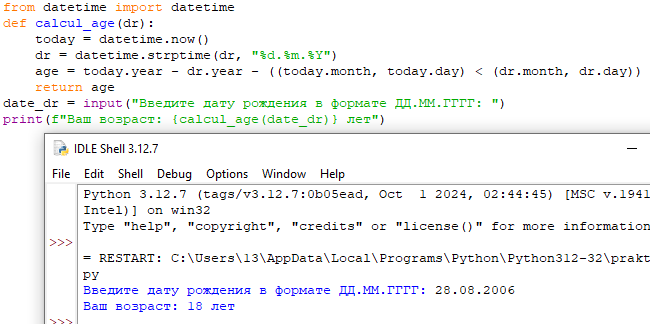 from datetime import datetime
def calcul_age(dr):
    today = datetime.now()
    dr = datetime.strptime(dr, "%d.%m.%Y")
    age = today.year - dr.year - ((today.month, today.day) < (dr.month, dr.day))
    return age
date_dr = input("Введите дату рождения в формате ДД.ММ.ГГГГ: ")
print(f"Ваш возраст: {calcul_age(date_dr)} лет")
IDLE Shell 3.12.7
File Edit Shell Debug Options Window Help
Python 3.12.7 (tags/v3.12.7:0b05ead, Oct  1 2024, 02:44:45) [MSC v.1941
Intel)] on win32
Type "help", "copyright", "credits" or "license()" for more information
>>>
= RESTART: C:\Users\13\AppData\Local\Programs\Python\Python312-32\prakt
py
Введите дату рождения в формате ДД.ММ.ГГГГ: 28.08.2006
Ваш возраст: 18 лет
>>>